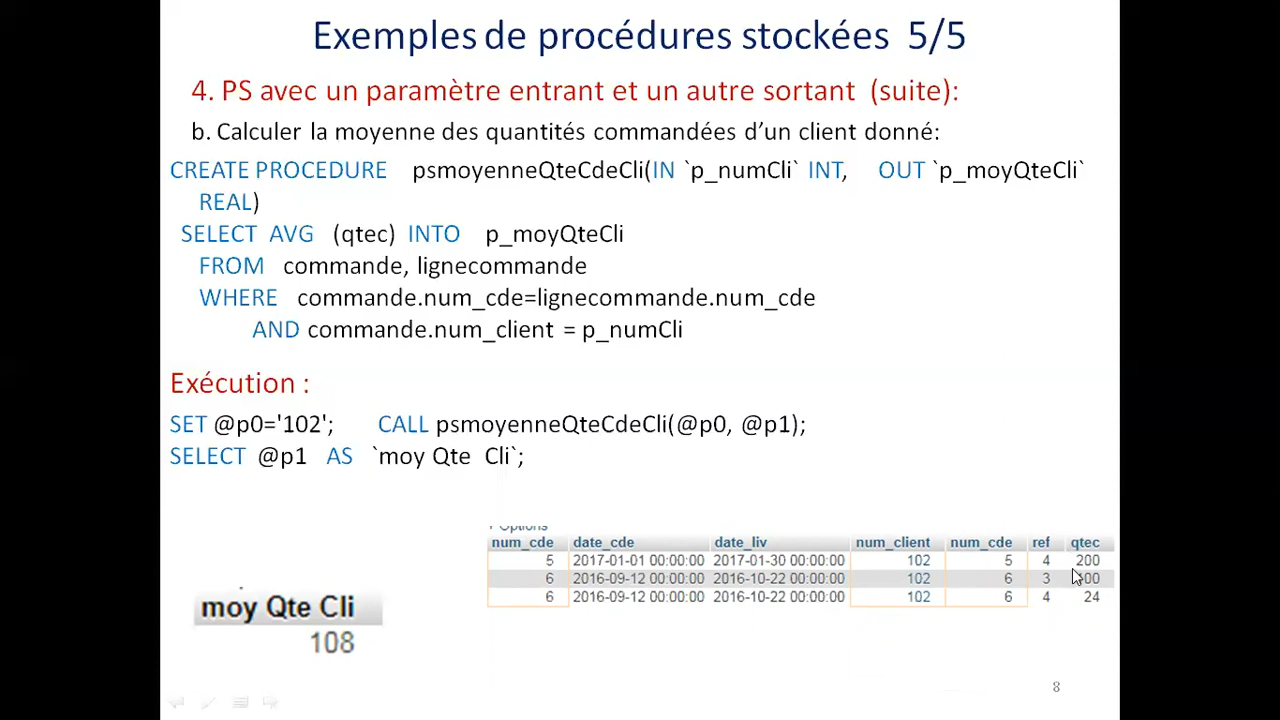 Exemples de procédures stockées 5/5
4. PS avec un paramètre entrant et un autre sortant (suite):
b. Calculer la moyenne des quantités commandées d’un client donné:
CREATE PROCEDURE psmoyenneQteCdeCli(IN `p_numCli` INT, OUT `p_moyQteCli`
REAL)
SELECT AVG (qtec) INTO p_moyQteCli
FROM commande, lignecommande
WHERE commande.num_cde=lignecommande.num_cde
AND commande.num_client = p_numCli
Exécution :
SET @p0='102'; CALL psmoyenneQteCdeCli(@p0, @p1);
SELECT @p1 AS `moy Qte Cli`;
Options
num_cde date_cde date_liv num_client num_cde ref qtec
5 2017-01-01 00:00:00 2017-01-30 00:00:00 102 5 4 200
6 2016-09-12 00:00:00 2016-10-22 00:00:00 102 6 3
6 2016-09-12 00:00:00 2016-10-22 00:00:00 102 6 4 24
moy Qte Cli
108
8